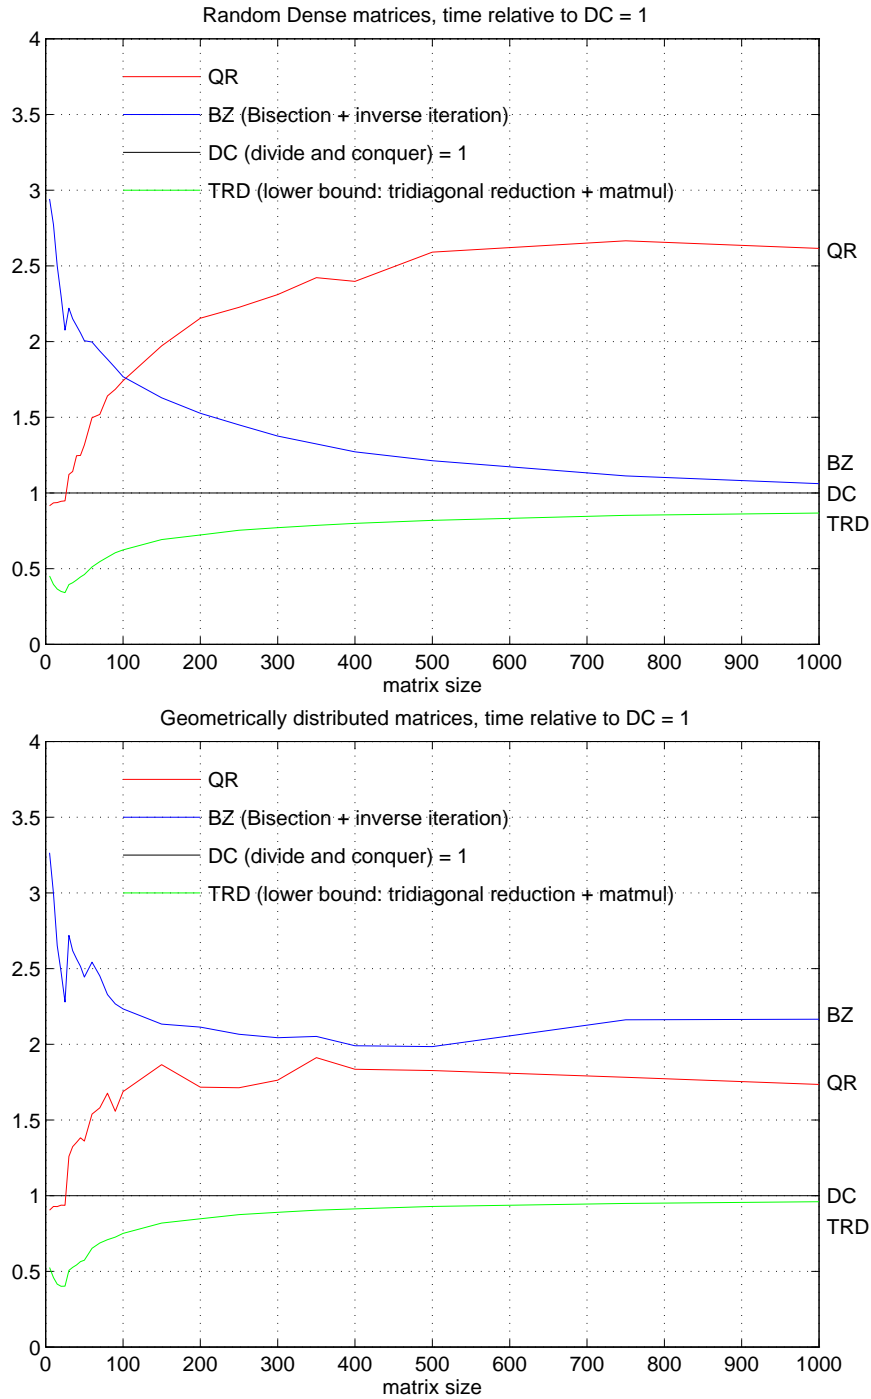 Random Dense matrices, time relative to DC = 1
4
QR
3.5
BZ (Bisection + inverse iteration)
DC (divide and conquer) = 1
3
TRD (lower bound: tridiagonal reduction + matmul)
QR
2.5
2
1.5
BZ
1
DC
TRD
0.5
0
0 100 200 300 400 500 600 700 800 900 1000
matrix size
Geometrically distributed matrices, time relative to DC = 1
4
QR
3.5
BZ (Bisection + inverse iteration)
DC (divide and conquer) = 1
3
TRD (lower bound: tridiagonal reduction + matmul)
2.5
BZ
2
QR
1.5
1
DC
TRD
0.5
0
0 100 200 300 400 500 600 700 800 900 1000
matrix size